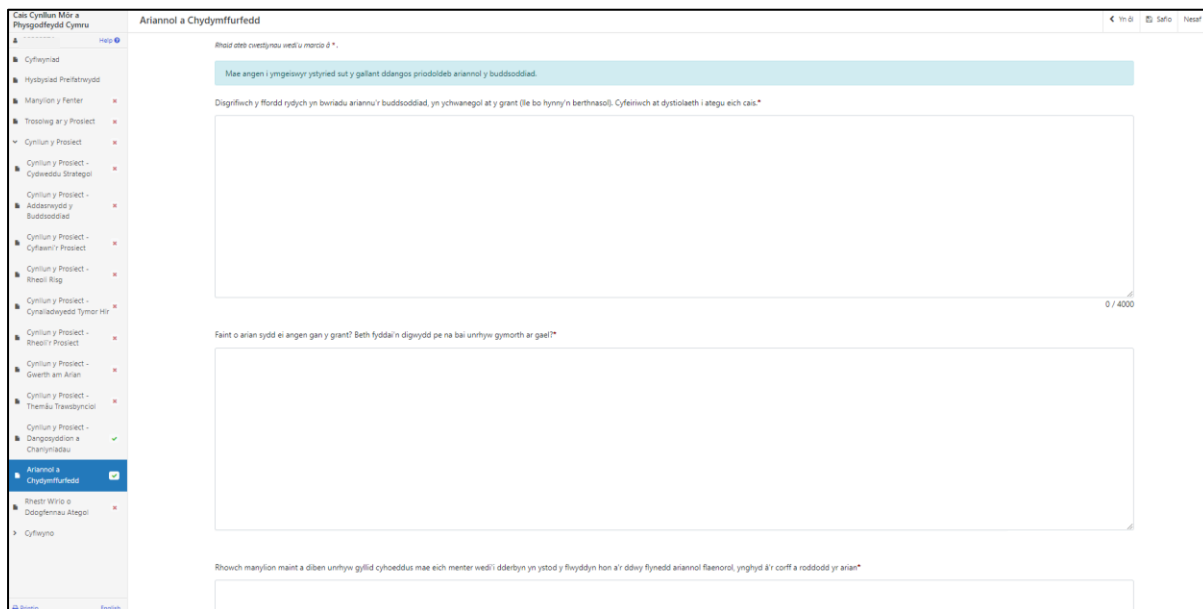 Cais Cynllun Môr a
Physgodfeydd Cymru
Help
Cyflwyniad
Hysbysiad Preifatrwydd
Manylion y Fenter
Trosolwg ar y Prosiect
Cynllun y Prosiect
Cynllun y Prosiect -
Cydweddu Strategol
Cynllun y Prosiect -
Addasrwydd y
Buddsoddiad
Cynllun y Prosiect -
Cyflawni'r Prosiect
Cynllun y Prosiect -
Rheoli Risg
Cynllun y Prosiect -
Cynaliadwyedd Tymor Hir
Cynllun y Prosiect -
Rheoli'r Prosiect
Cynllun y Prosiect -
Gwerth am Arian
Cynllun y Prosiect -
Themâu Trawsbynciol
Cynllun y Prosiect -
Dangosyddion a
Chanlyniadau
Ariannol a
Chydymffurfedd
Rhestr Wirio o
Ddogfennau Ategol
Cyflwyno
English
Ariannol a Chydymffurfedd
Yn ôl Safio Nesaf
Rhaid ateb cwestiynau wedi'u marcio â * .
Mae angen i ymgeiswyr ystyried sut y gallant ddangos priodoldeb ariannol y buddsoddiad.
Disgrifiwch y ffordd rydych yn bwriadu ariannu'r buddsoddiad, yn ychwanegol at y grant (lle bo hynny'n berthnasol). Cyfeiriwch at dystiolaeth i ategu eich cais.*
0 / 4000
Faint o arian sydd ei angen gan y grant? Beth fyddai'n digwydd pe na bai unrhyw gymorth ar gael?*
Rhowch manylion maint a diben unrhyw gyllid cyhoeddus mae eich menter wedi'i dderbyn yn ystod y flwyddyn hon a'r ddwy flynedd ariannol flaenorol, ynghyd â'r corff a roddodd yr arian*